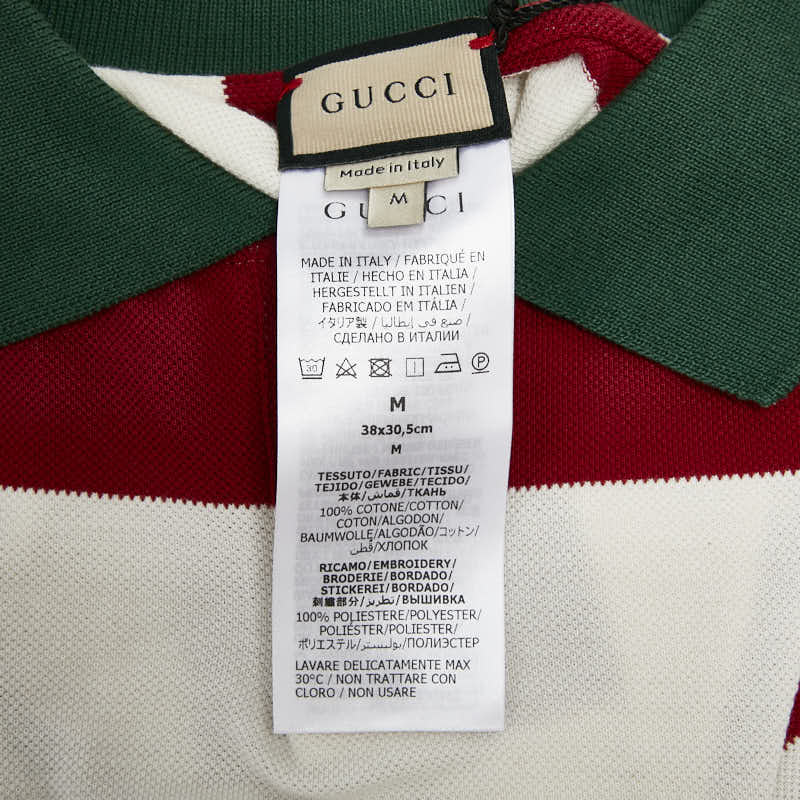 GUCCI
Made in Italy
M
GUCCI
MADE IN ITALY / FABRIQUÉ EN
ITALIE / HECHO EN ITALIA /
HERGESTELLT IN ITALIEN /
FABRICADO EM ITÁLIA /
イタリア製 / صنع في إيطاليا /
СДЕЛАНО В ИТАЛИИ
30 P
M
38x30,5cm
M
TESSUTO/FABRIC/TISSU/
TEJIDO/GEWEBE/TECIDO/
本体/قماش/ТКАНЬ
100% COTONE/COTTON/
COTON/ALGODON/
BAUMWOLLE/ALGODÃO/コットン/
قطن/ХЛОПОК
RICAMO/EMBROIDERY/
BRODERIE/BORDADO/
STICKEREI/BORDADO/
刺繍部分/تطريز/ВЫШИВКА
100% POLIESTERE/POLYESTER/
POLIÉSTER/POLIESTER/
ポリエステル/بوليستر/ПОЛИЭСТЕР
LAVARE DELICATAMENTE MAX
30°C / NON TRATTARE CON
CLORO / NON USARE